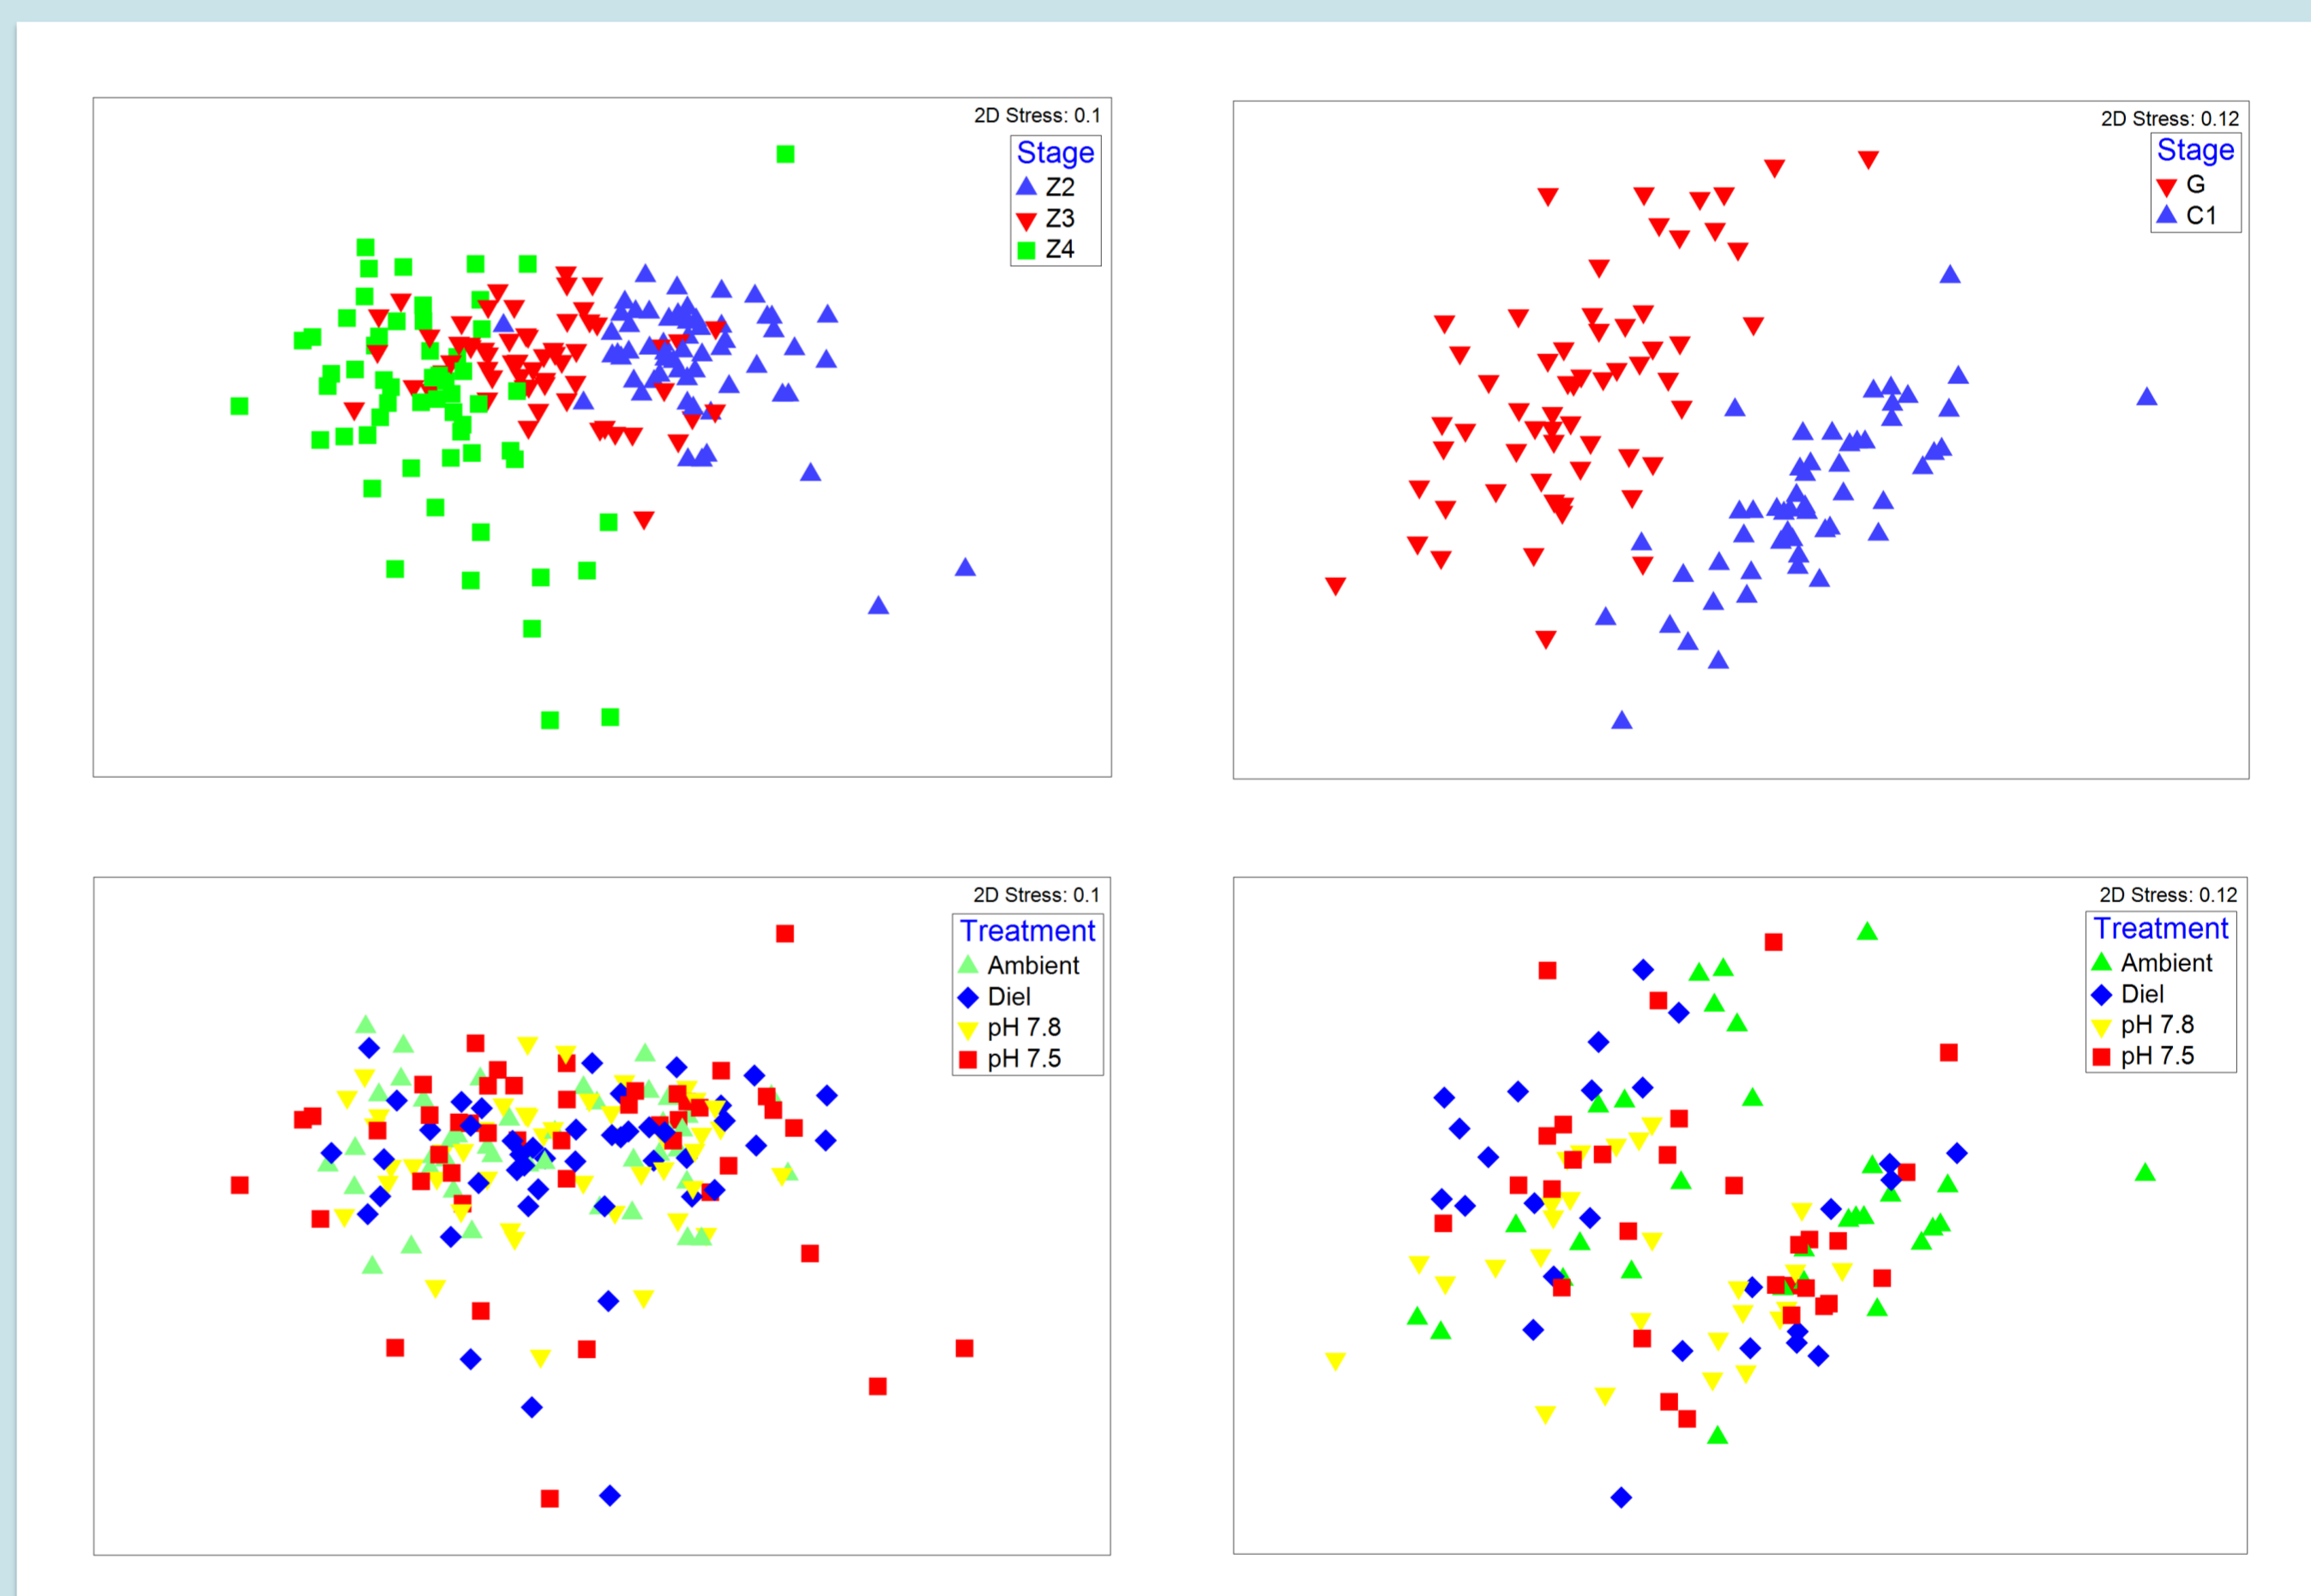 2D Stress: 0.1
Stage
Z2
Z3
Z4
2D Stress: 0.12
Stage
G
C1
2D Stress: 0.1
Treatment
Ambient
Diel
pH 7.8
pH 7.5
2D Stress: 0.12
Treatment
Ambient
Diel
pH 7.8
pH 7.5